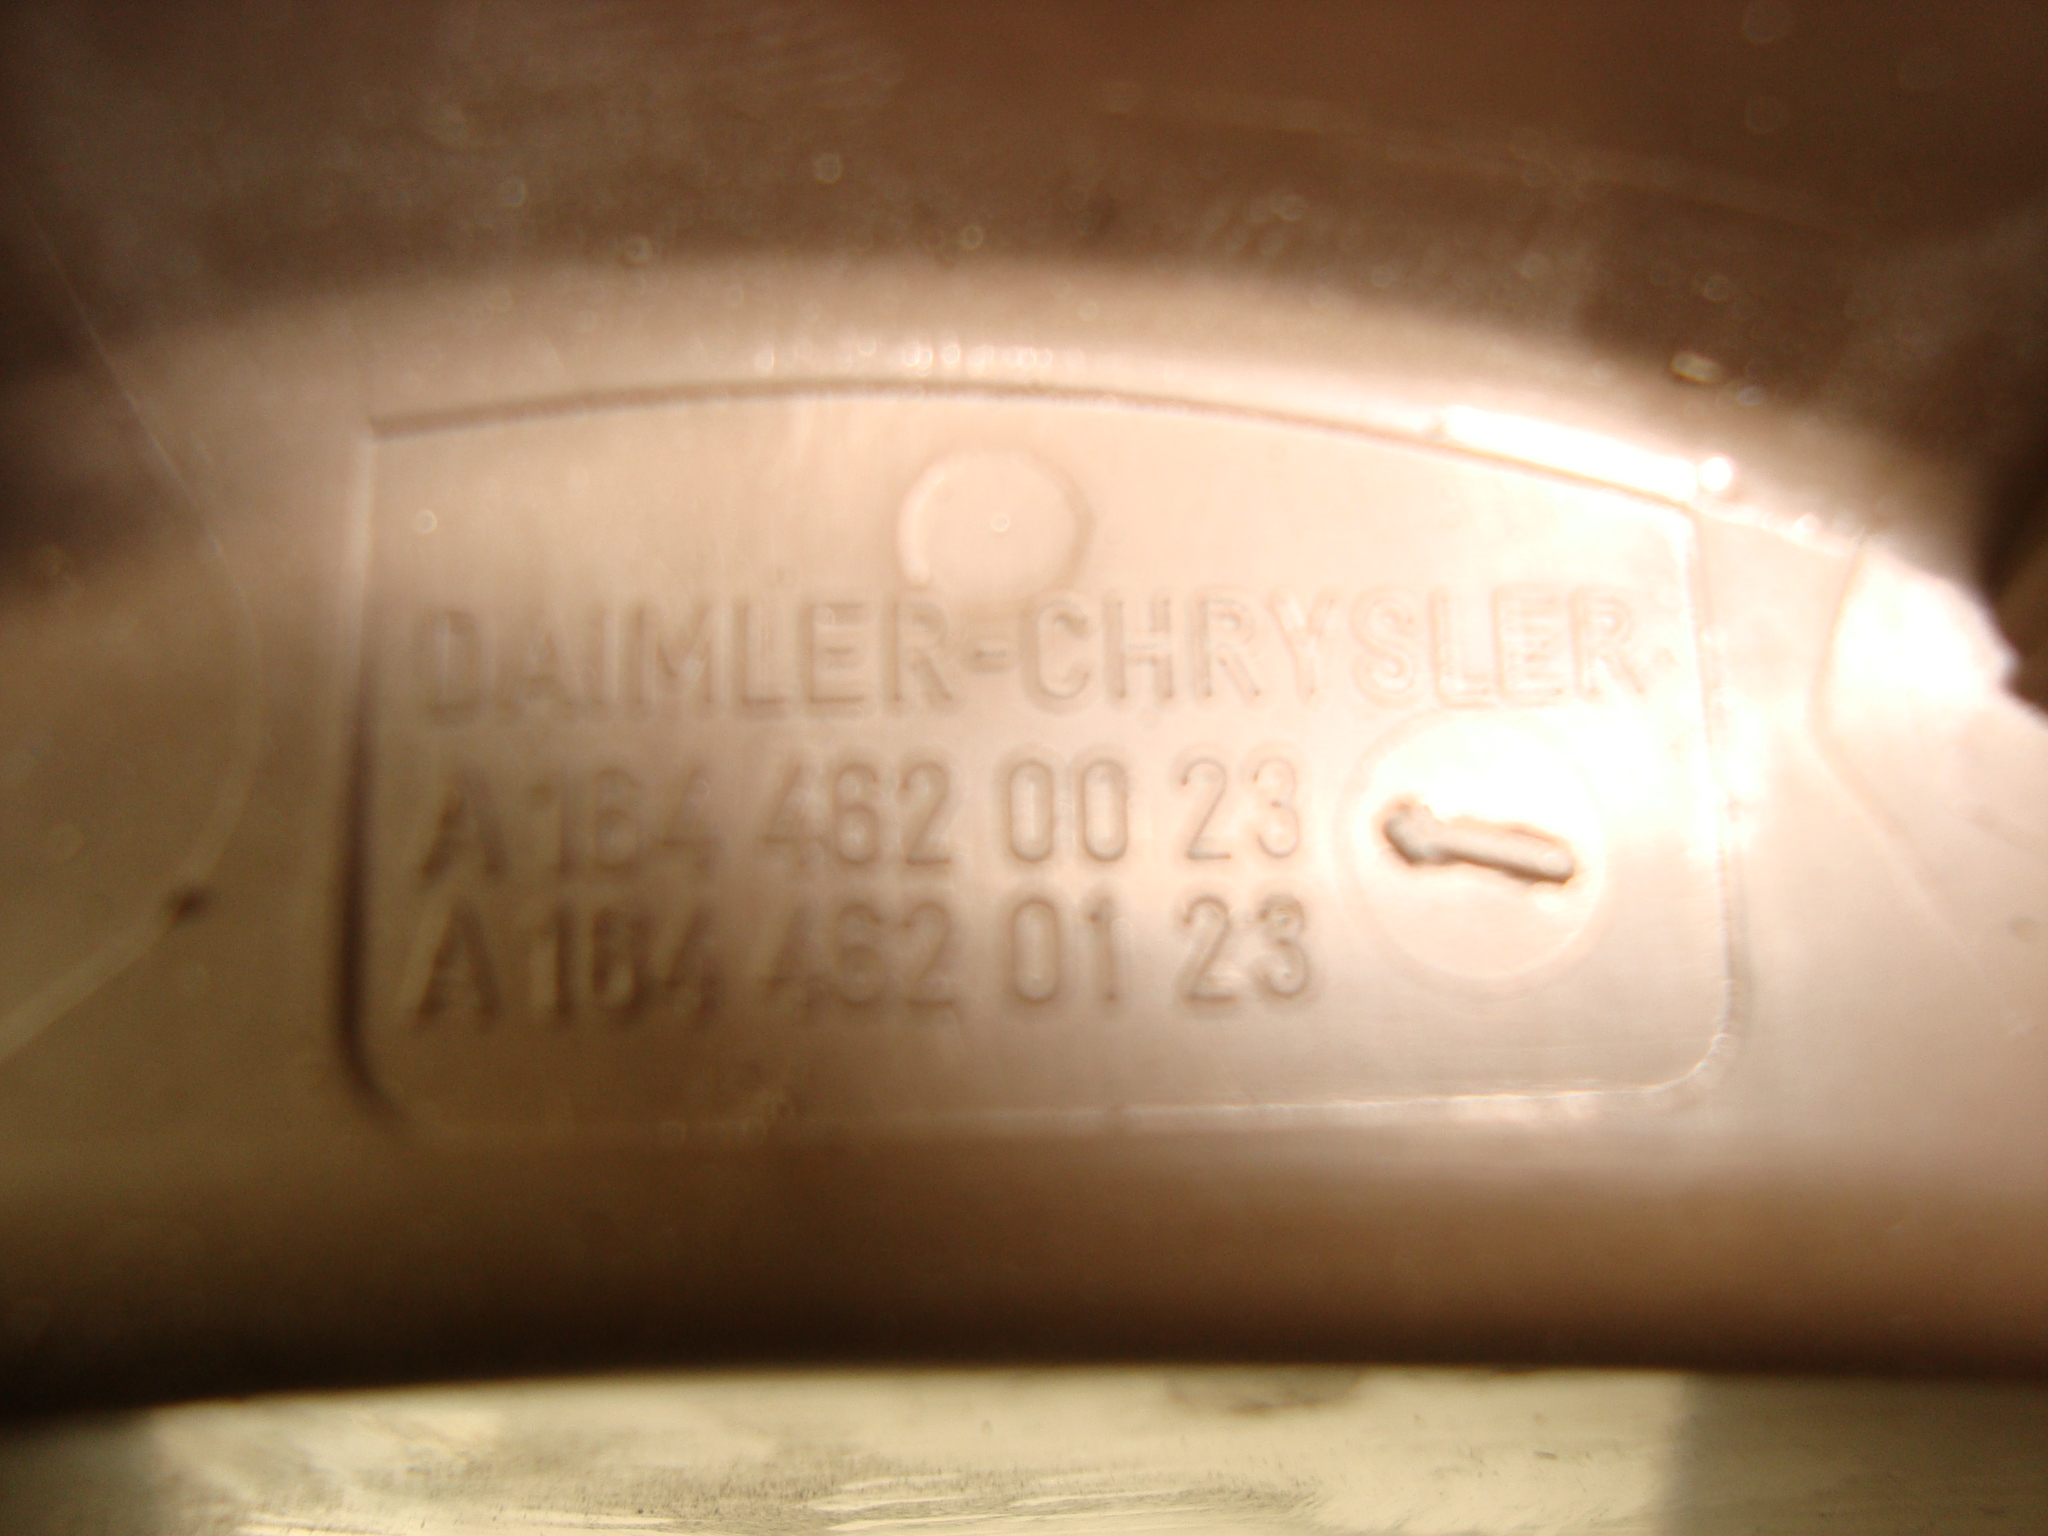 DAIMLER-CHRYSLER
A 164 462 00 23
A 164 462 01 23